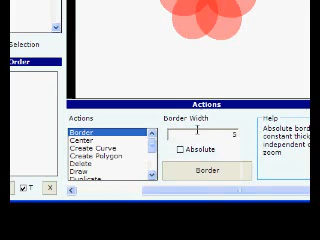 Selection
Order
Actions
Actions
Border
Center
Create Curve
Create Polygon
Delete
Draw
Duplicate
Border Width
5
Absolute
Border
Help
Absolute bord
constant thick
independent o
zoom
T
X